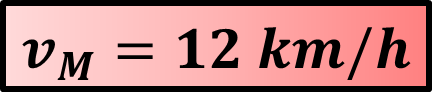 v_M = 12 km/h